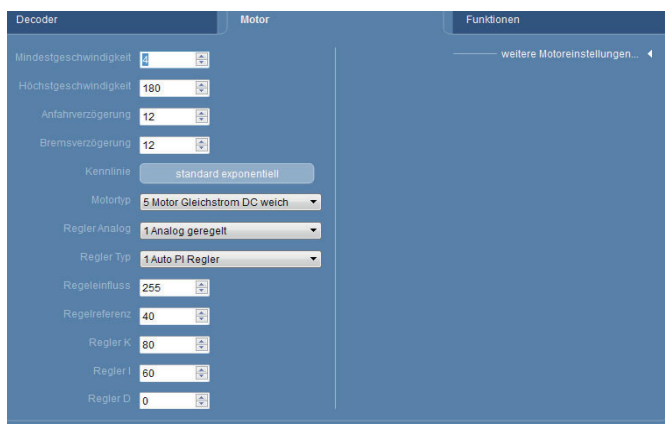 Decoder Motor Funktionen
weitere Motoreinstellungen...
Mindestgeschwindigkeit 4
Höchstgeschwindigkeit 180
Anfahrverzögerung 12
Bremsverzögerung 12
Kennlinie standard exponentiell
Motortyp 5 Motor Gleichstrom DC weich
Regler Analog 1 Analog geregelt
Regler Typ 1 Auto PI Regler
Regeleinfluss 255
Regelreferenz 40
Regler K 80
Regler I 60
Regler D 0